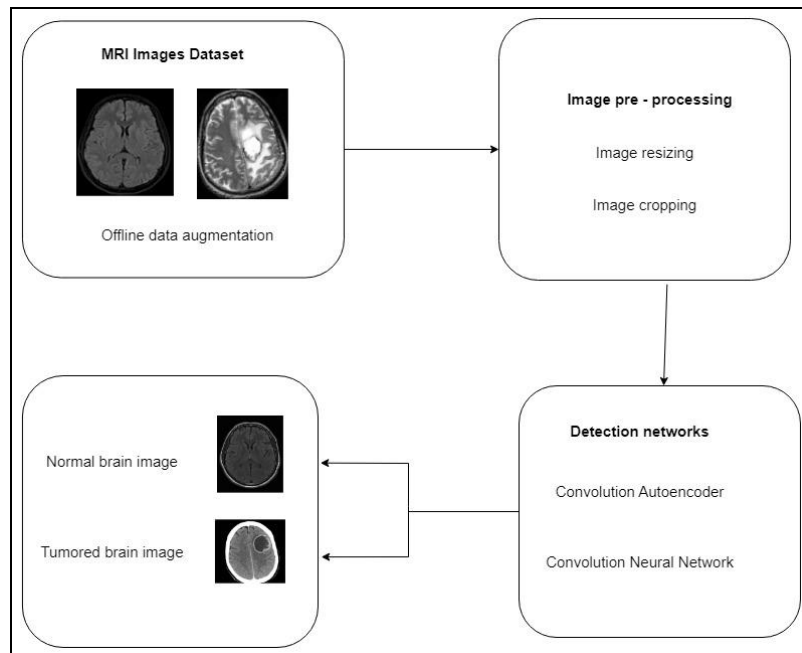 MRI Images Dataset
Offline data augmentation
Image pre - processing
Image resizing
Image cropping
Detection networks
Convolution Autoencoder
Convolution Neural Network
Normal brain image
Tumored brain image